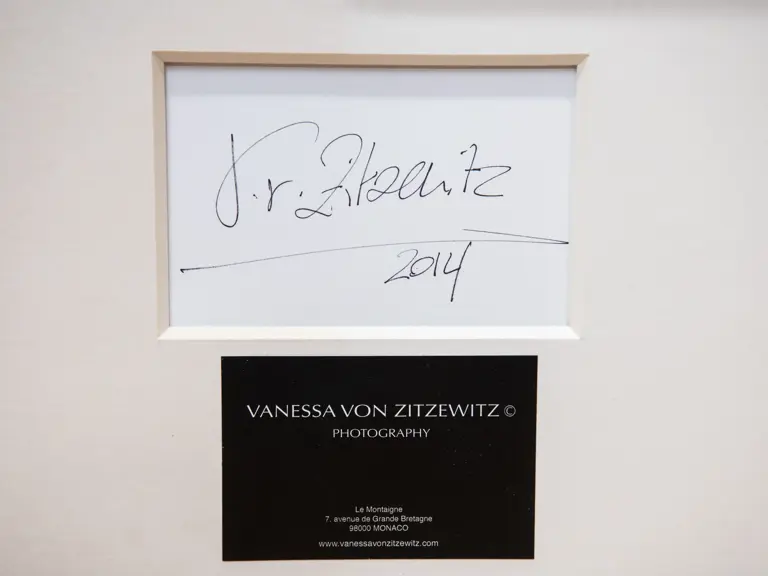 V. v. Zitzewitz
2014
VANESSA VON ZITZEWITZ ©
PHOTOGRAPHY
Le Montaigne
7. avenue de Grande Bretagne
98000 MONACO
www.vanessavonzitzewitz.com